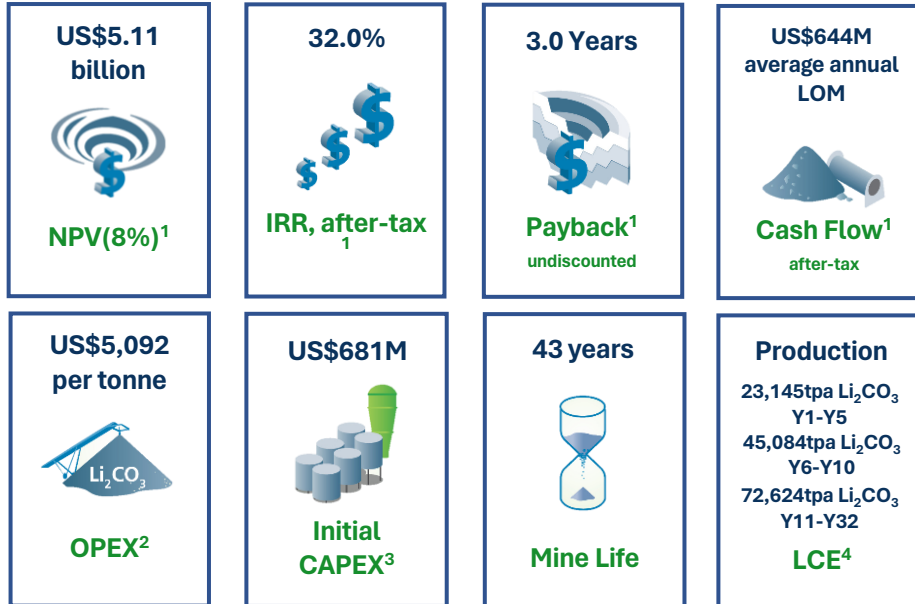 US$5.11
billion
NPV(8%)¹
32.0%
IRR, after-tax
1
3.0 Years
Payback¹
undiscounted
US$644M
average annual
LOM
Cash Flow¹
after-tax
US$5,092
per tonne
Li₂CO₃
OPEX²
US$681M
Initial
CAPEX³
43 years
Mine Life
Production
23,145tpa Li₂CO₃
Y1-Y5
45,084tpa Li₂CO₃
Y6-Y10
72,624tpa Li₂CO₃
Y11-Y32
LCE⁴